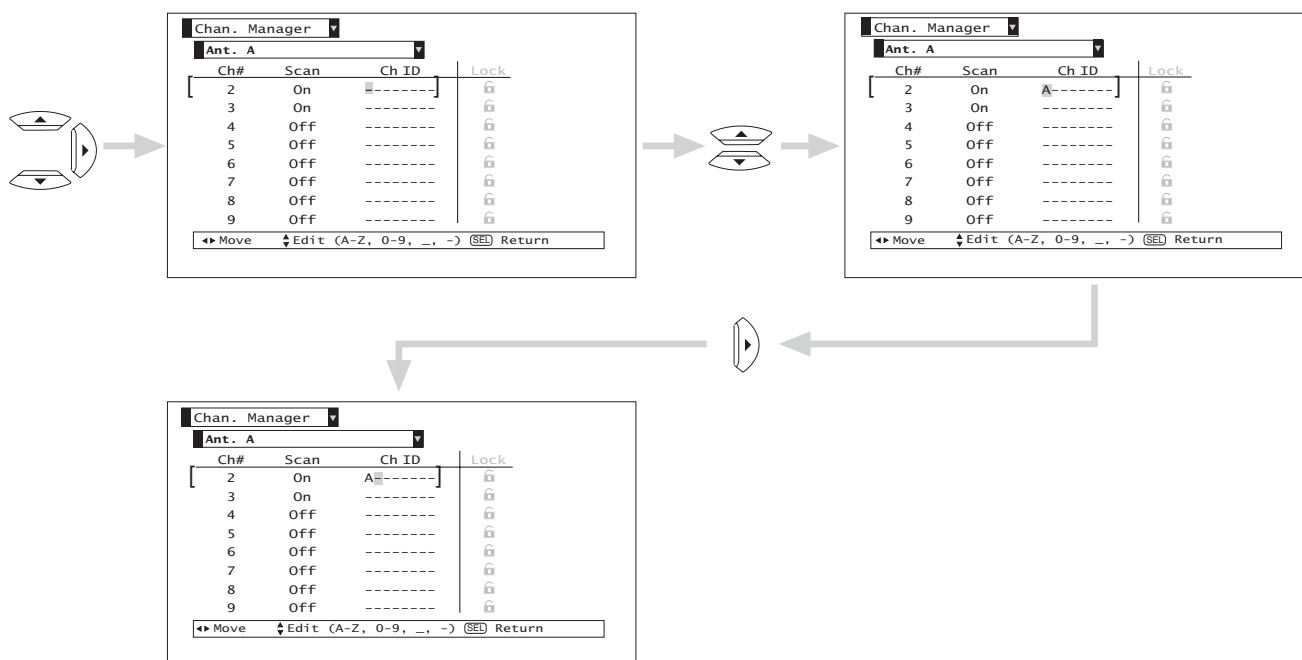 Chan. Manager
Ant. A
Ch# Scan Ch ID Lock
2 On --------
3 On --------
4 Off --------
5 Off --------
6 Off --------
7 Off --------
8 Off --------
9 Off --------
Move Edit (A-Z, 0-9, _, -) SEL Return
Chan. Manager
Ant. A
Ch# Scan Ch ID Lock
2 On A-------
3 On --------
4 Off --------
5 Off --------
6 Off --------
7 Off --------
8 Off --------
9 Off --------
Move Edit (A-Z, 0-9, _, -) SEL Return
Chan. Manager
Ant. A
Ch# Scan Ch ID Lock
2 On A-------
3 On --------
4 Off --------
5 Off --------
6 Off --------
7 Off --------
8 Off --------
9 Off --------
Move Edit (A-Z, 0-9, _, -) SEL Return